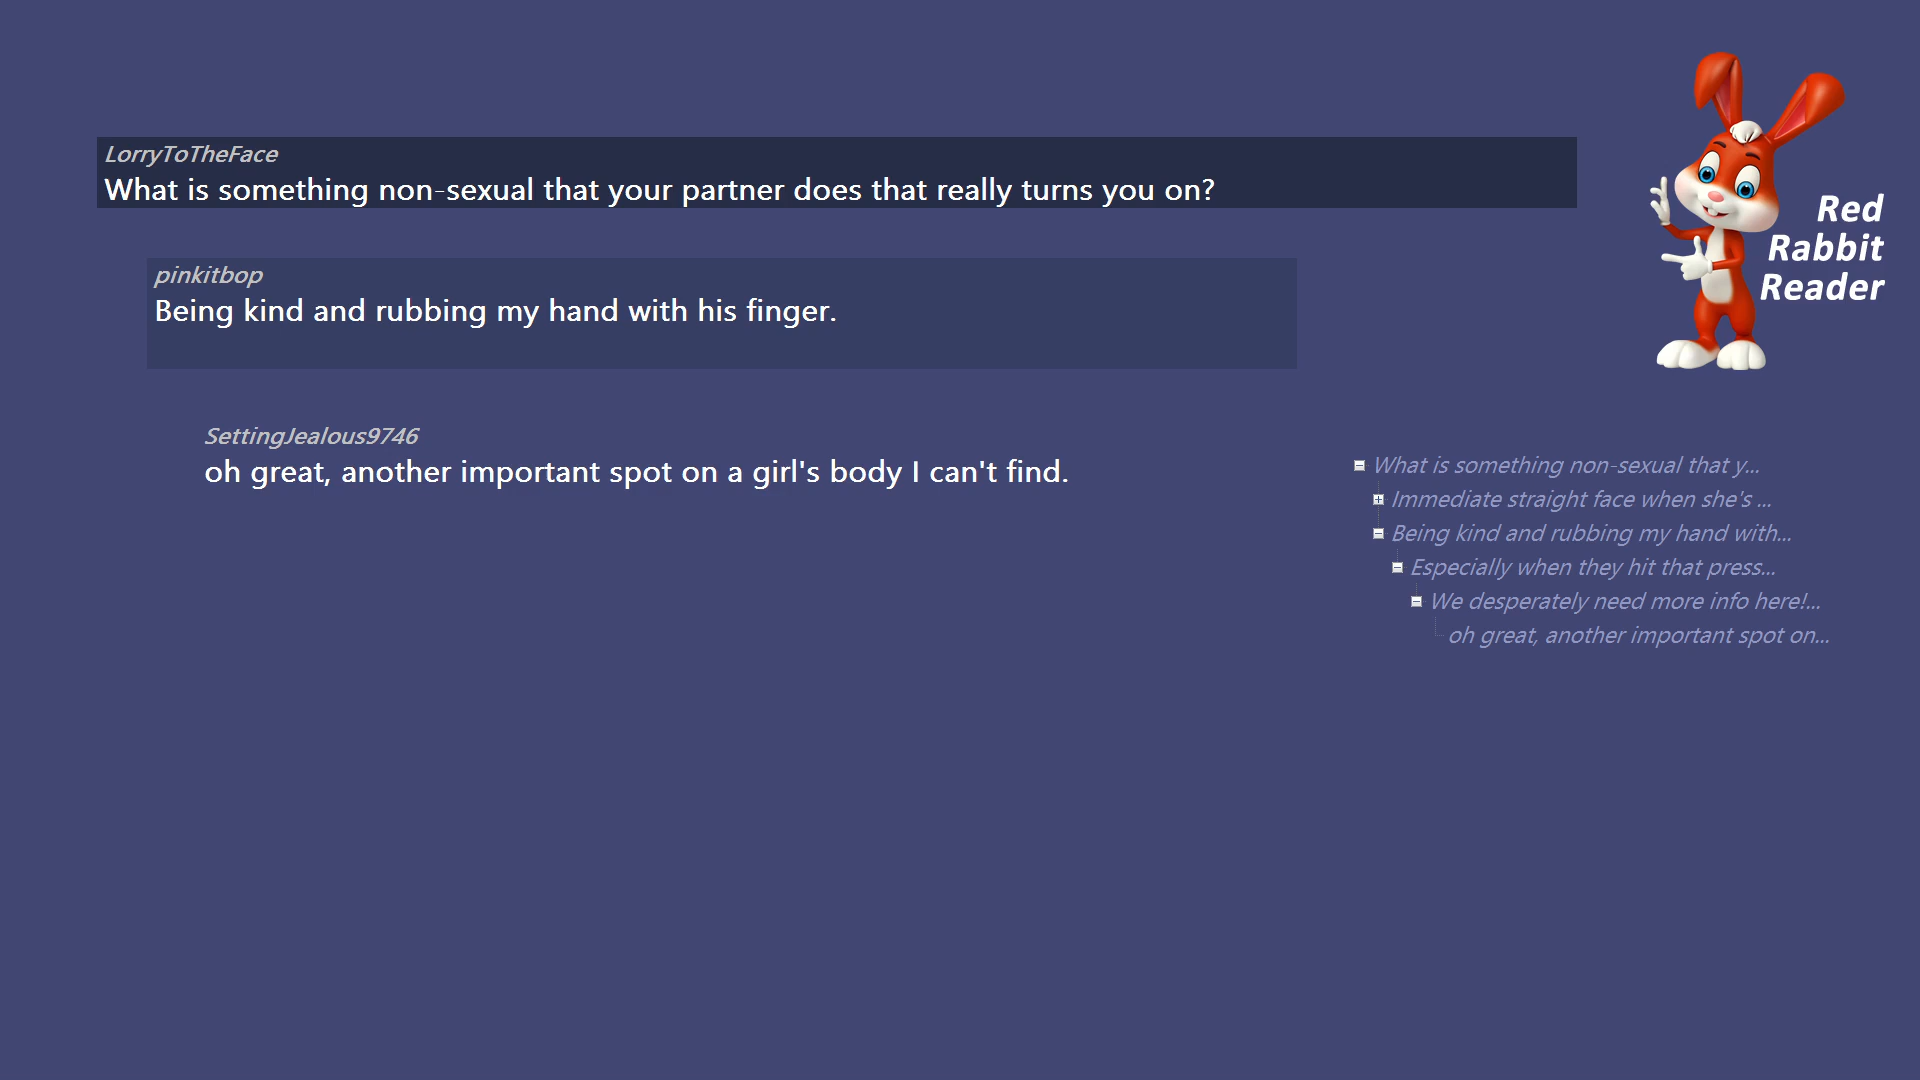 LorryToTheFace
What is something non-sexual that your partner does that really turns you on?
pinkitbop
Being kind and rubbing my hand with his finger.
SettingJealous9746
oh great, another important spot on a girl's body I can't find.
Red
Rabbit
Reader
What is something non-sexual that y...
Immediate straight face when she's ...
Being kind and rubbing my hand with...
Especially when they hit that press...
We desperately need more info here!...
oh great, another important spot on...